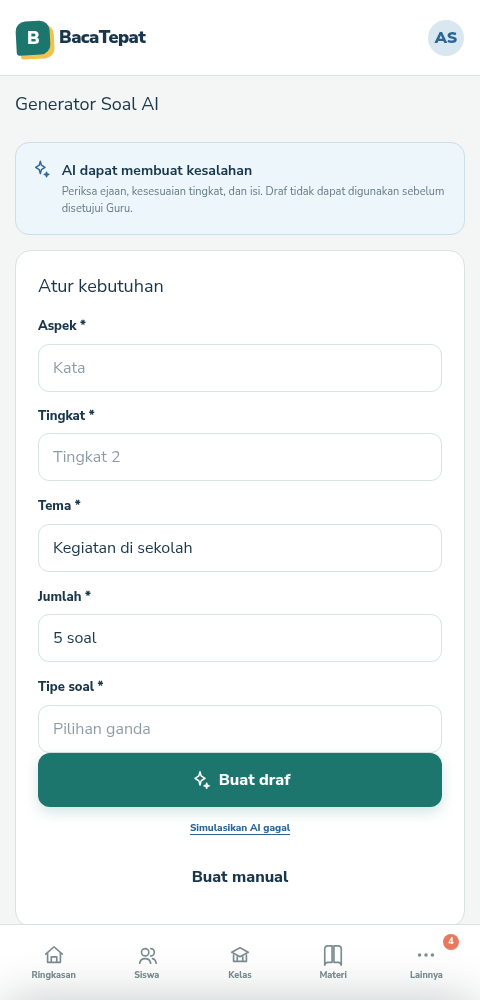 B BacaTepat
AS
Generator Soal AI
AI dapat membuat kesalahan
Periksa ejaan, kesesuaian tingkat, dan isi. Draf tidak dapat digunakan sebelum
disetujui Guru.
Atur kebutuhan
Aspek *
Kata
Tingkat *
Tingkat 2
Tema *
Kegiatan di sekolah
Jumlah *
5 soal
Tipe soal *
Pilihan ganda
Buat draf
Simulasikan AI gagal
Buat manual
4
Ringkasan
Siswa
Kelas
Materi
Lainnya